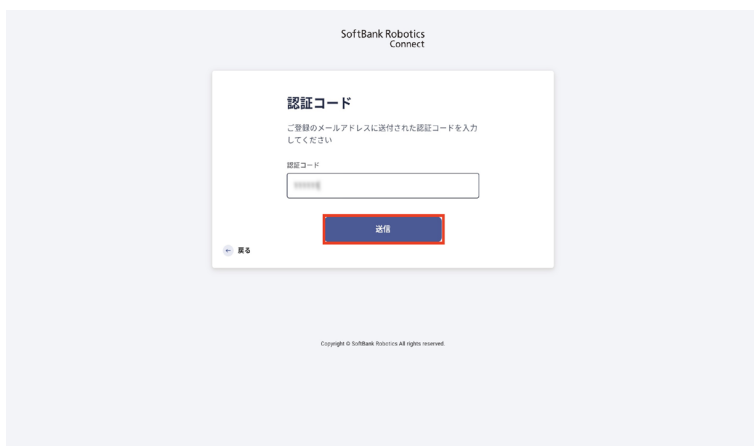 SoftBank Robotics
Connect
認証コード
ご登録のメールアドレスに送付された認証コードを入力
してください
認証コード
送信
← 戻る
Copyright © SoftBank Robotics All rights reserved.